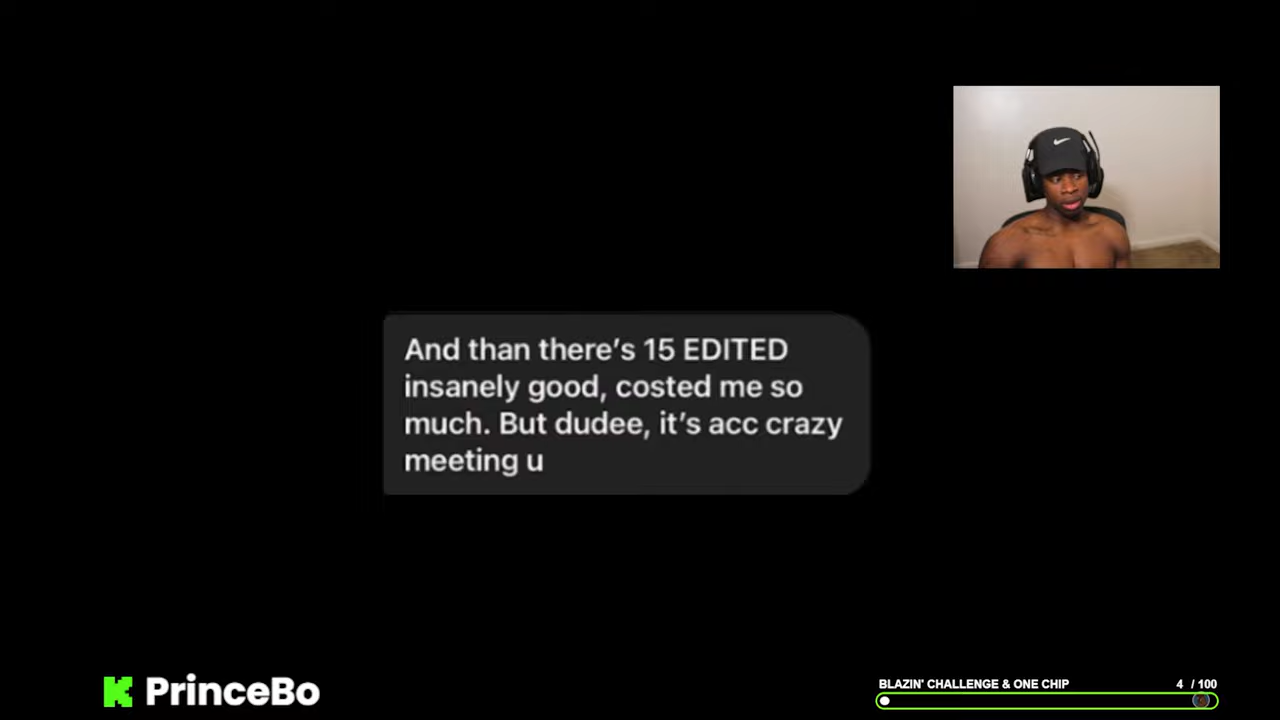 And than there's 15 EDITED
insanely good, costed me so
much. But dudee, it's acc crazy
meeting u
PrinceBo
BLAZIN' CHALLENGE & ONE CHIP 4 / 100